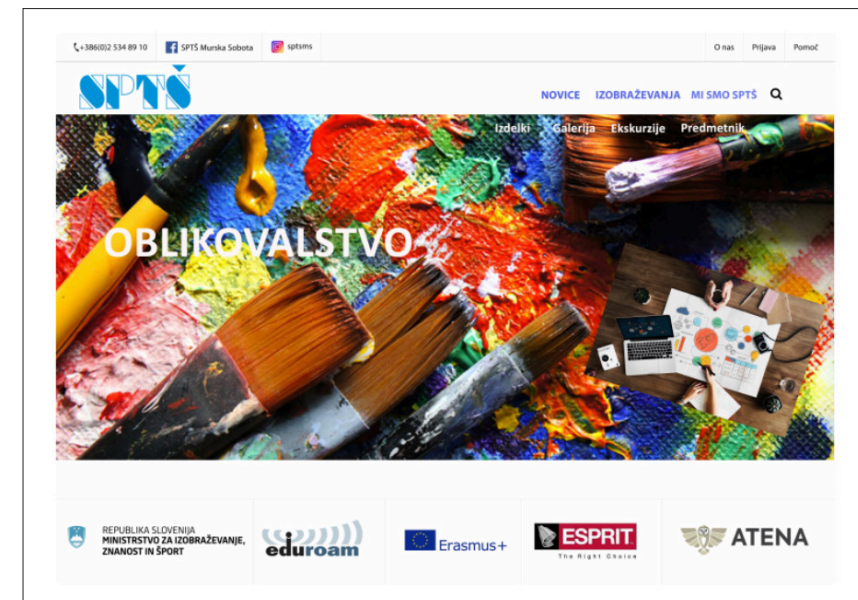 +386(0)2 534 89 10 SPTŠ Murska Sobota sptsms O nas Prijava Pomoč
SPTŠ
NOVICE IZOBRAŽEVANJA MI SMO SPTŠ
Izdelki Galerija Ekskurzije Predmetnik
OBLIKOVALSTVO
REPUBLIKA SLOVENIJA
MINISTRSTVO ZA IZOBRAŽEVANJE,
ZNANOST IN ŠPORT
eduroam
Erasmus+
ESPRIT
The Right Choice
ATENA